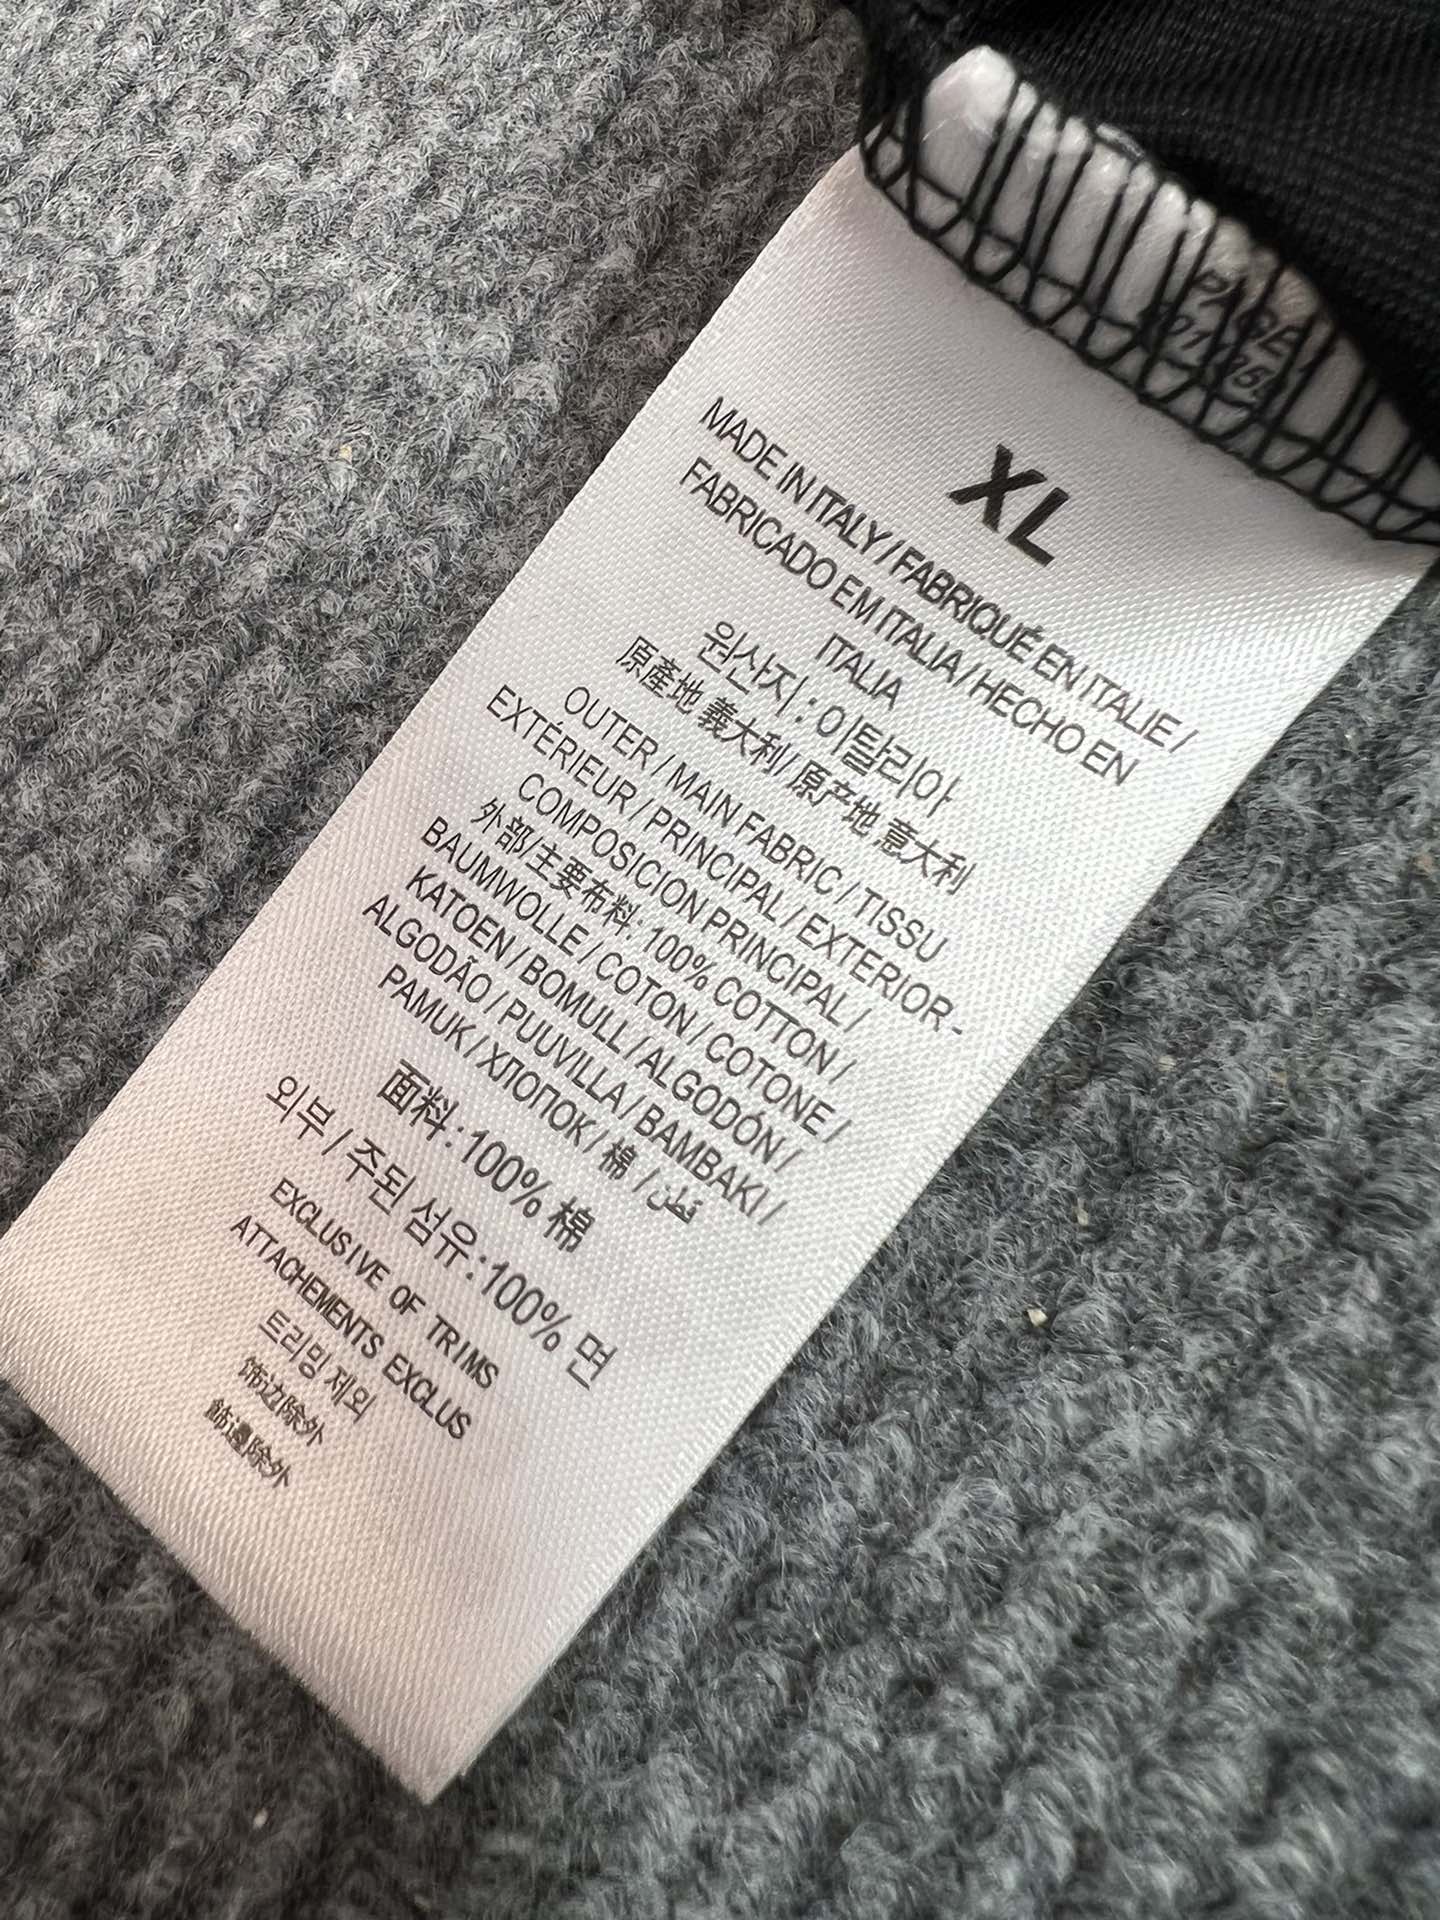 PAGE
XL
MADE IN ITALY / FABRIQUÉ EN ITALIE /
FABRICADO EM ITALIA / HECHO EN
ITALIA
원산지 : 이탈리아
原產地 義大利/ 原产地 意大利
OUTER / MAIN FABRIC / TISSU
EXTÉRIEUR / PRINCIPAL / EXTERIOR-
COMPOSICION PRINCIPAL /
外部/主要布料: 100% COTTON /
BAUMWOLLE / COTON / COTONE /
KATOEN / BOMULL / ALGODÓN /
ALGODÃO / PUUVILLA / BAMBAKI /
PAMUK / ХЛОПОК / 棉 / قطن
面料 : 100% 棉
외부 / 주된 섬유 : 100% 면
EXCLUSIVE OF TRIMS
ATTACHEMENTS EXCLUS
트리밍 제외
饰边除外
飾邊除外